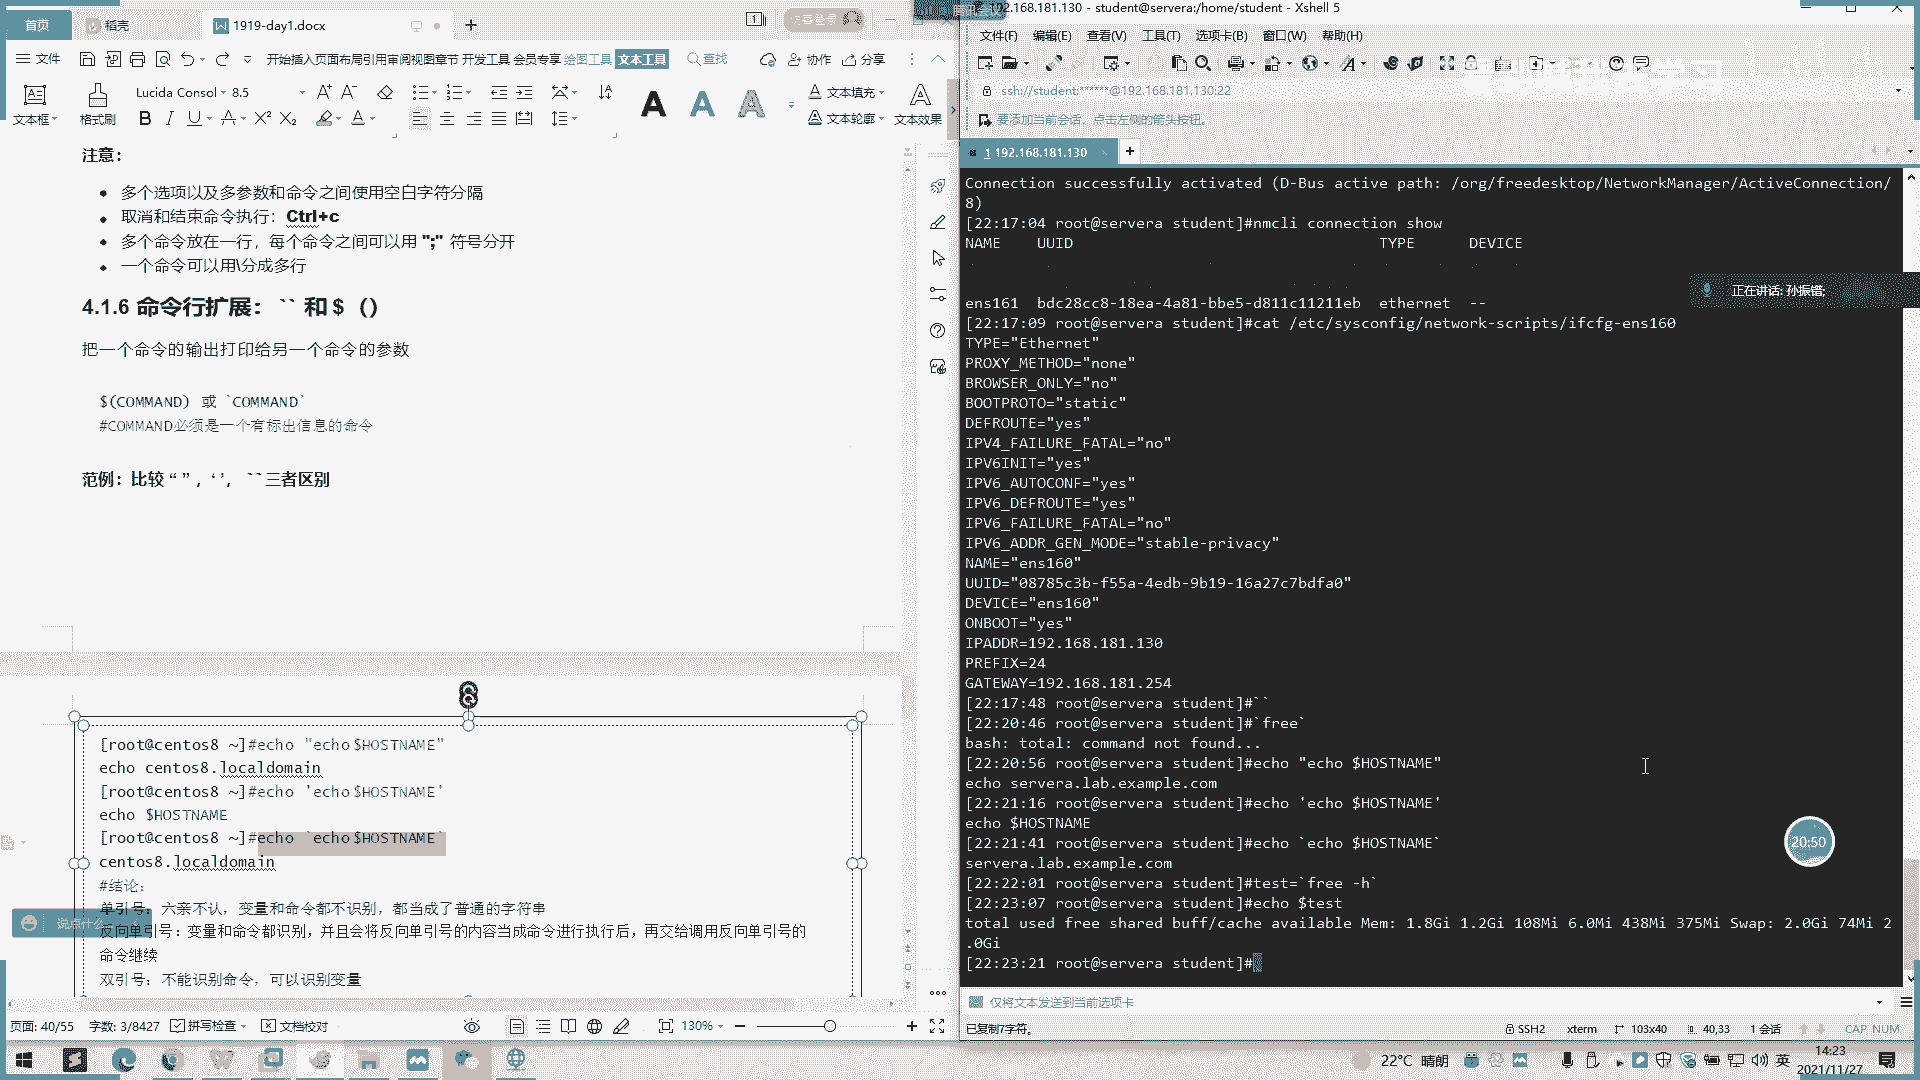 首页
稻壳
1919-day1.docx
访客登录
文件
开始 插入 页面布局 引用 审阅 视图 章节 开发工具 会员专享 绘图工具 文本工具
查找
协作
分享
文本框
格式刷
Lucida Consol
8.5
文本填充
文本轮廓
文本效果
注意：
多个选项以及多参数和命令之间使用空白字符分隔
取消和结束命令执行：Ctrl+c
多个命令放在一行，每个命令之间可以用 ";" 符号分开
一个命令可以用\分成多行
4.1.6 命令行扩展： `` 和 $（）
把一个命令的输出打印给另一个命令的参数
$(COMMAND) 或 `COMMAND`
#COMMAND必须是一个有标出信息的命令
范例：比较 “ ” ，‘ ’， `` 三者区别
[root@centos8 ~]#echo "echo $HOSTNAME"
echo centos8.localdomain
[root@centos8 ~]#echo 'echo $HOSTNAME'
echo $HOSTNAME
[root@centos8 ~]#echo `echo $HOSTNAME`
centos8.localdomain
#结论：
单引号：六亲不认，变量和命令都不识别，都当成了普通的字符串
反向单引号：变量和命令都识别，并且会将反向单引号的内容当成命令进行执行后，再交给调用反向单引号的
命令继续
双引号：不能识别命令，可以识别变量
说点什么
页面: 40/55
字数: 3/8427
拼写检查
文档校对
130%
192.168.181.130 - student@servera:/home/student - Xshell 5
文件(F) 编辑(E) 查看(V) 工具(T) 选项卡(B) 窗口(W) 帮助(H)
ssh://student:******@192.168.181.130:22
要添加当前会话，点击左侧的箭头按钮。
1 192.168.181.130
Connection successfully activated (D-Bus active path: /org/freedesktop/NetworkManager/ActiveConnection/
8)
[22:17:04 root@servera student]#nmcli connection show
NAME    UUID                                  TYPE      DEVICE
ens161  bdc28cc8-18ea-4a81-bbe5-d811c11211eb  ethernet  --
[22:17:09 root@servera student]#cat /etc/sysconfig/network-scripts/ifcfg-ens160
TYPE="Ethernet"
PROXY_METHOD="none"
BROWSER_ONLY="no"
BOOTPROTO="static"
DEFROUTE="yes"
IPV4_FAILURE_FATAL="no"
IPV6INIT="yes"
IPV6_AUTOCONF="yes"
IPV6_DEFROUTE="yes"
IPV6_FAILURE_FATAL="no"
IPV6_ADDR_GEN_MODE="stable-privacy"
NAME="ens160"
UUID="08785c3b-f55a-4edb-9b19-16a27c7bdfa0"
DEVICE="ens160"
ONBOOT="yes"
IPADDR=192.168.181.130
PREFIX=24
GATEWAY=192.168.181.254
[22:17:48 root@servera student]#``
[22:20:46 root@servera student]#`free`
bash: total: command not found...
[22:20:56 root@servera student]#echo "echo $HOSTNAME"
echo servera.lab.example.com
[22:21:16 root@servera student]#echo 'echo $HOSTNAME'
echo $HOSTNAME
[22:21:41 root@servera student]#echo `echo $HOSTNAME`
servera.lab.example.com
[22:22:01 root@servera student]#test=`free -h`
[22:23:07 root@servera student]#echo $test
total used free shared buff/cache available Mem: 1.8Gi 1.2Gi 108Mi 6.0Mi 438Mi 375Mi Swap: 2.0Gi 74Mi 2
.0Gi
[22:23:21 root@servera student]#
正在讲话: 孙振锴;
20:50
仅将文本发送到当前选项卡
已复制7字符。
SSH2
xterm
103x40
40,33
1 会话
CAP NUM
22°C 晴朗
英
14:23
2021/11/27